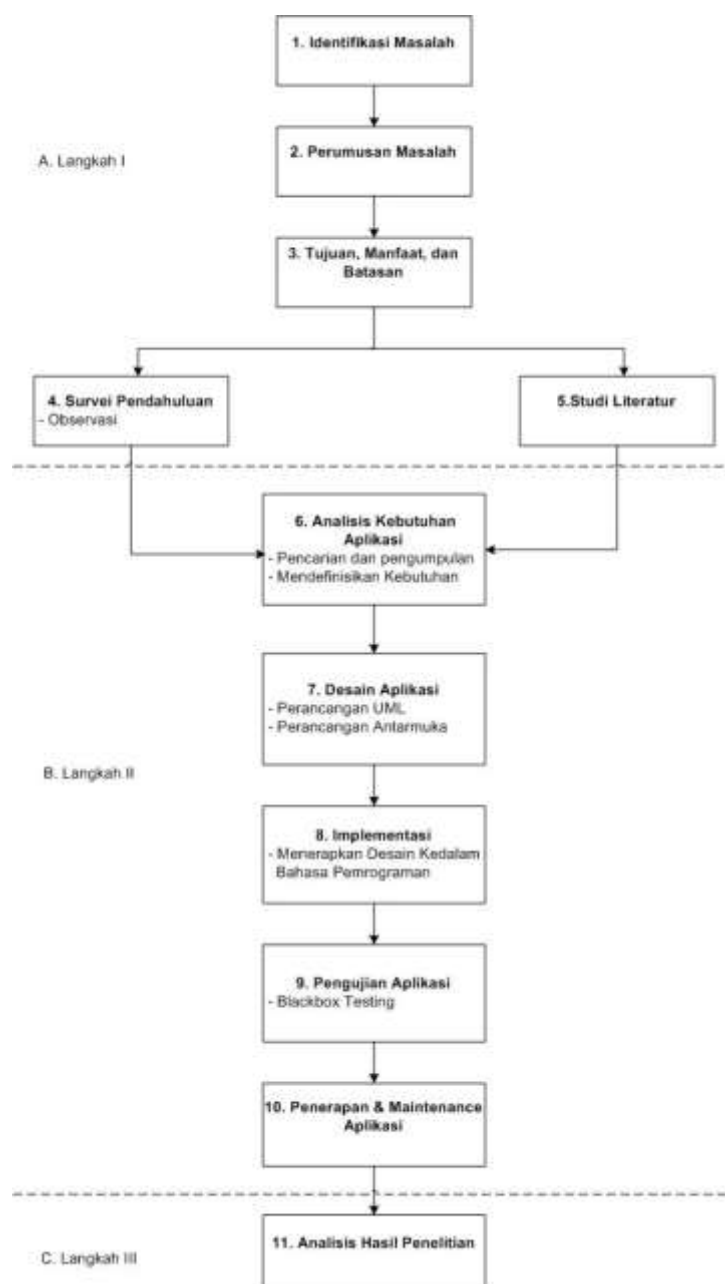 1. Identifikasi Masalah
A. Langkah I
2. Perumusan Masalah
3. Tujuan, Manfaat, dan
Batasan
4. Survei Pendahuluan
- Observasi
5.Studi Literatur
6. Analisis Kebutuhan
Aplikasi
- Pencarian dan pengumpulan
- Mendefinisikan Kebutuhan
7. Desain Aplikasi
- Perancangan UML
- Perancangan Antarmuka
B. Langkah II
8. Implementasi
- Menerapkan Desain Kedalam
Bahasa Pemrograman
9. Pengujian Aplikasi
- Blackbox Testing
10. Penerapan & Maintenance
Aplikasi
11. Analisis Hasil Penelitian
C. Langkah III